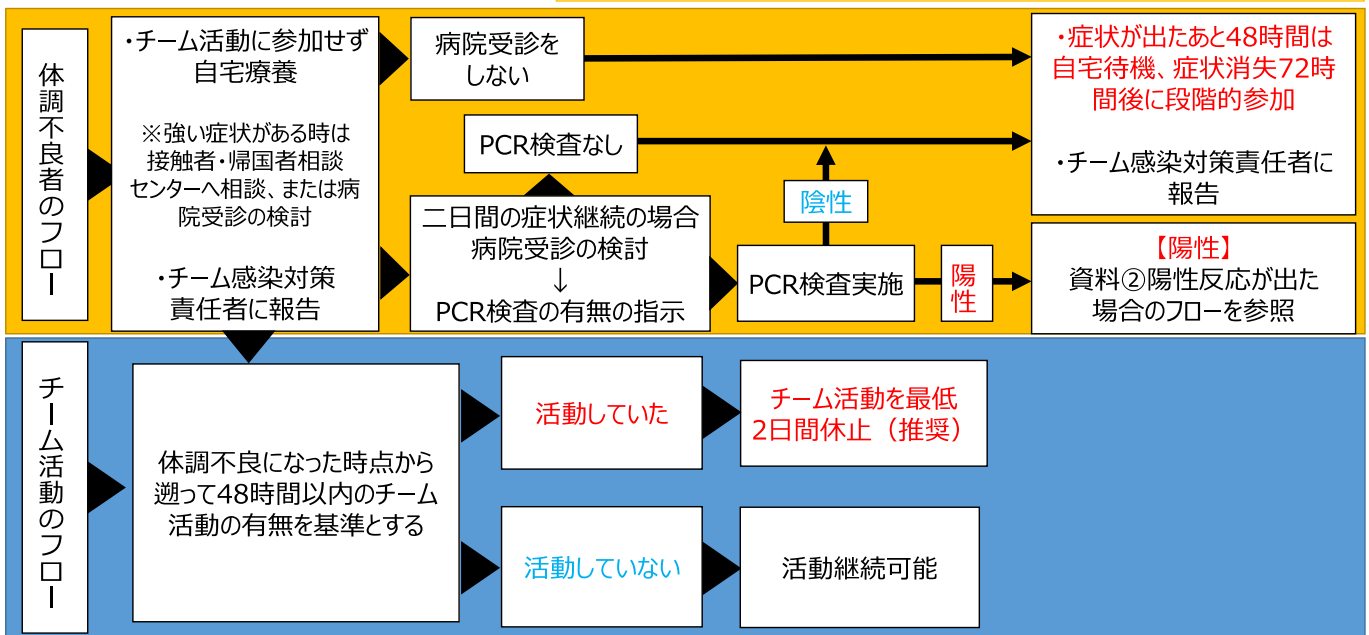 体調不良者のフロー
・チーム活動に参加せず
自宅療養
※強い症状がある時は
接触者・帰国者相談
センターへ相談、または病
院受診の検討
・チーム感染対策
責任者に報告
病院受診を
しない
PCR検査なし
二日間の症状継続の場合
病院受診の検討
↓
PCR検査の有無の指示
陰性
PCR検査実施
陽性
・症状が出たあと48時間は
自宅待機、症状消失72時
間後に段階的参加
・チーム感染対策責任者に
報告
【陽性】
資料②陽性反応が出た
場合のフローを参照
チーム活動のフロー
体調不良になった時点から
遡って48時間以内のチーム
活動の有無を基準とする
活動していた
チーム活動を最低
2日間休止（推奨）
活動していない
活動継続可能